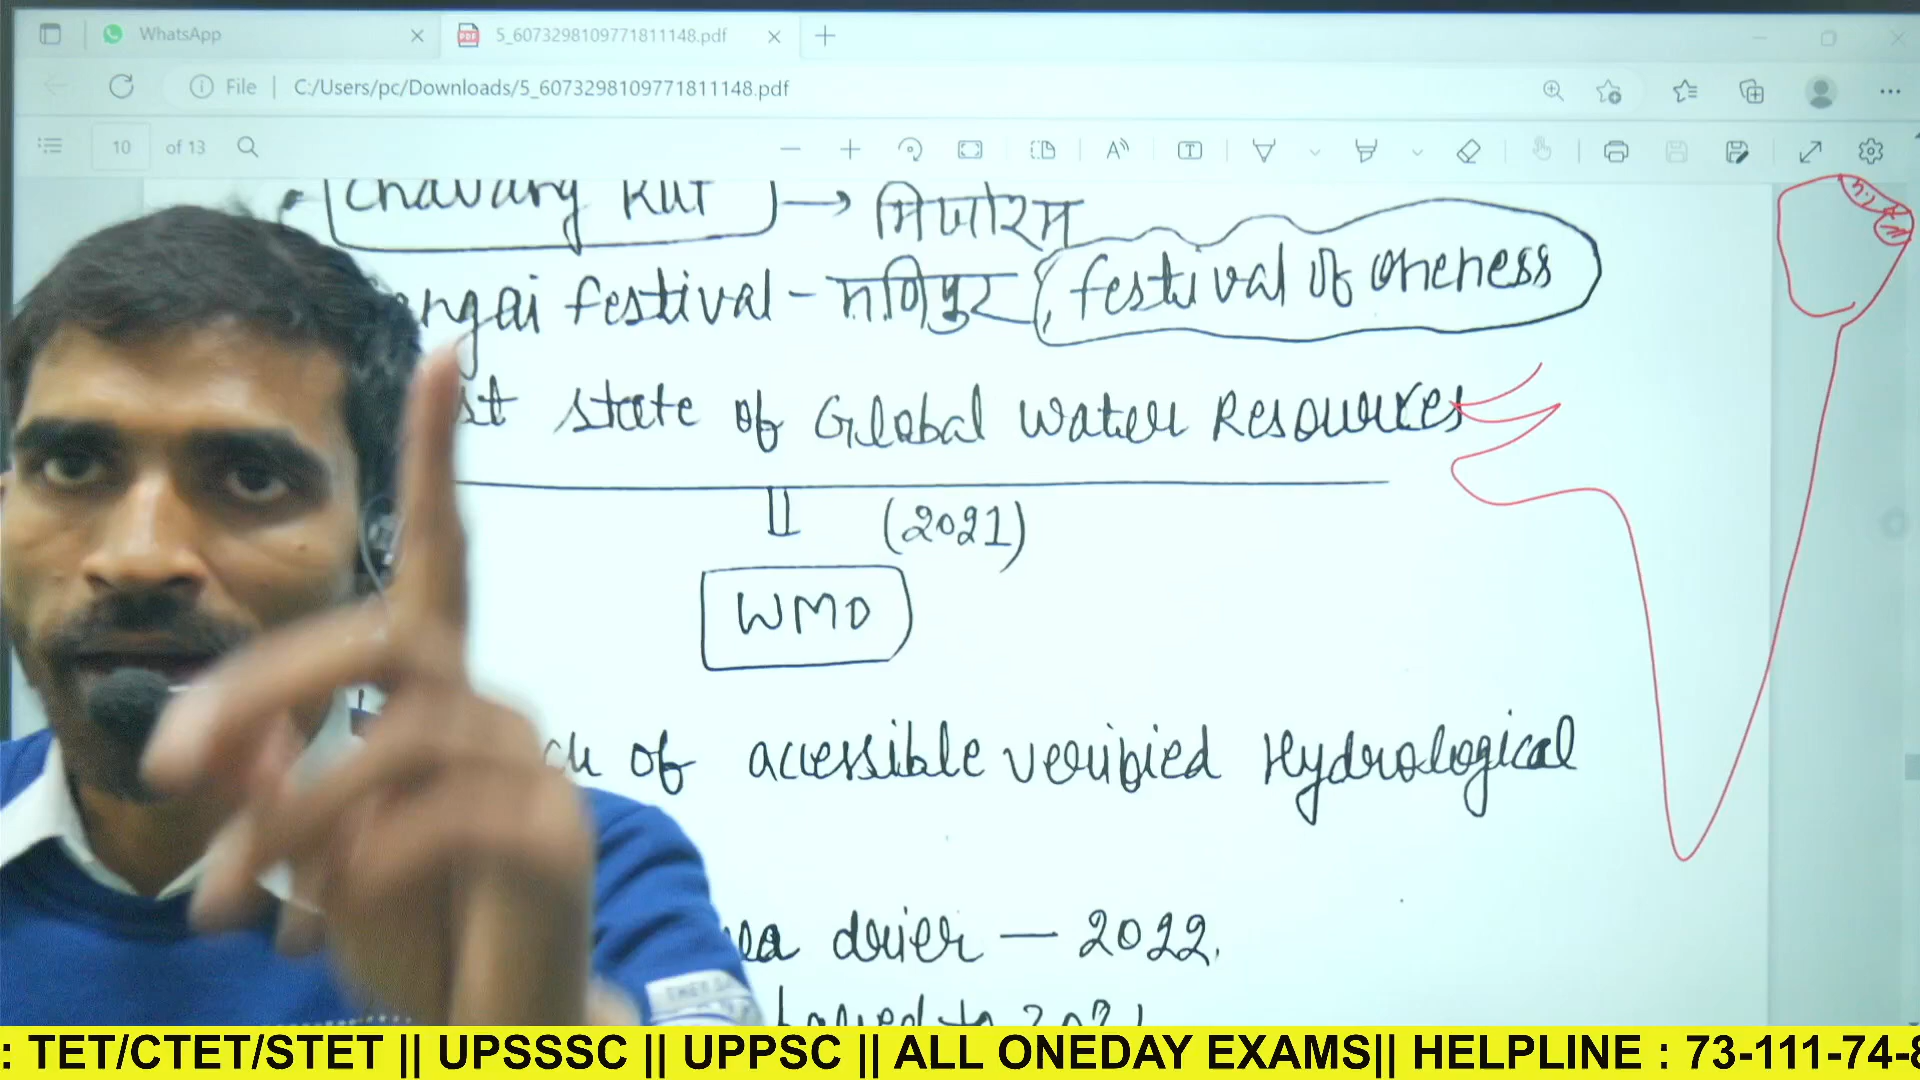 WhatsApp
5_6073298109771811148.pdf
File
C:/Users/pc/Downloads/5_6073298109771811148.pdf
10 of 13
Kut → मिजोरम
festival - मणिपुर, festival of oneness
state of Global Water Resources
(2021)
WMO
of accessible verified Hydrological
drier — 2022.
to 2021
: TET/CTET/STET || UPSSSC || UPPSC || ALL ONEDAY EXAMS|| HELPLINE : 73-111-74-8